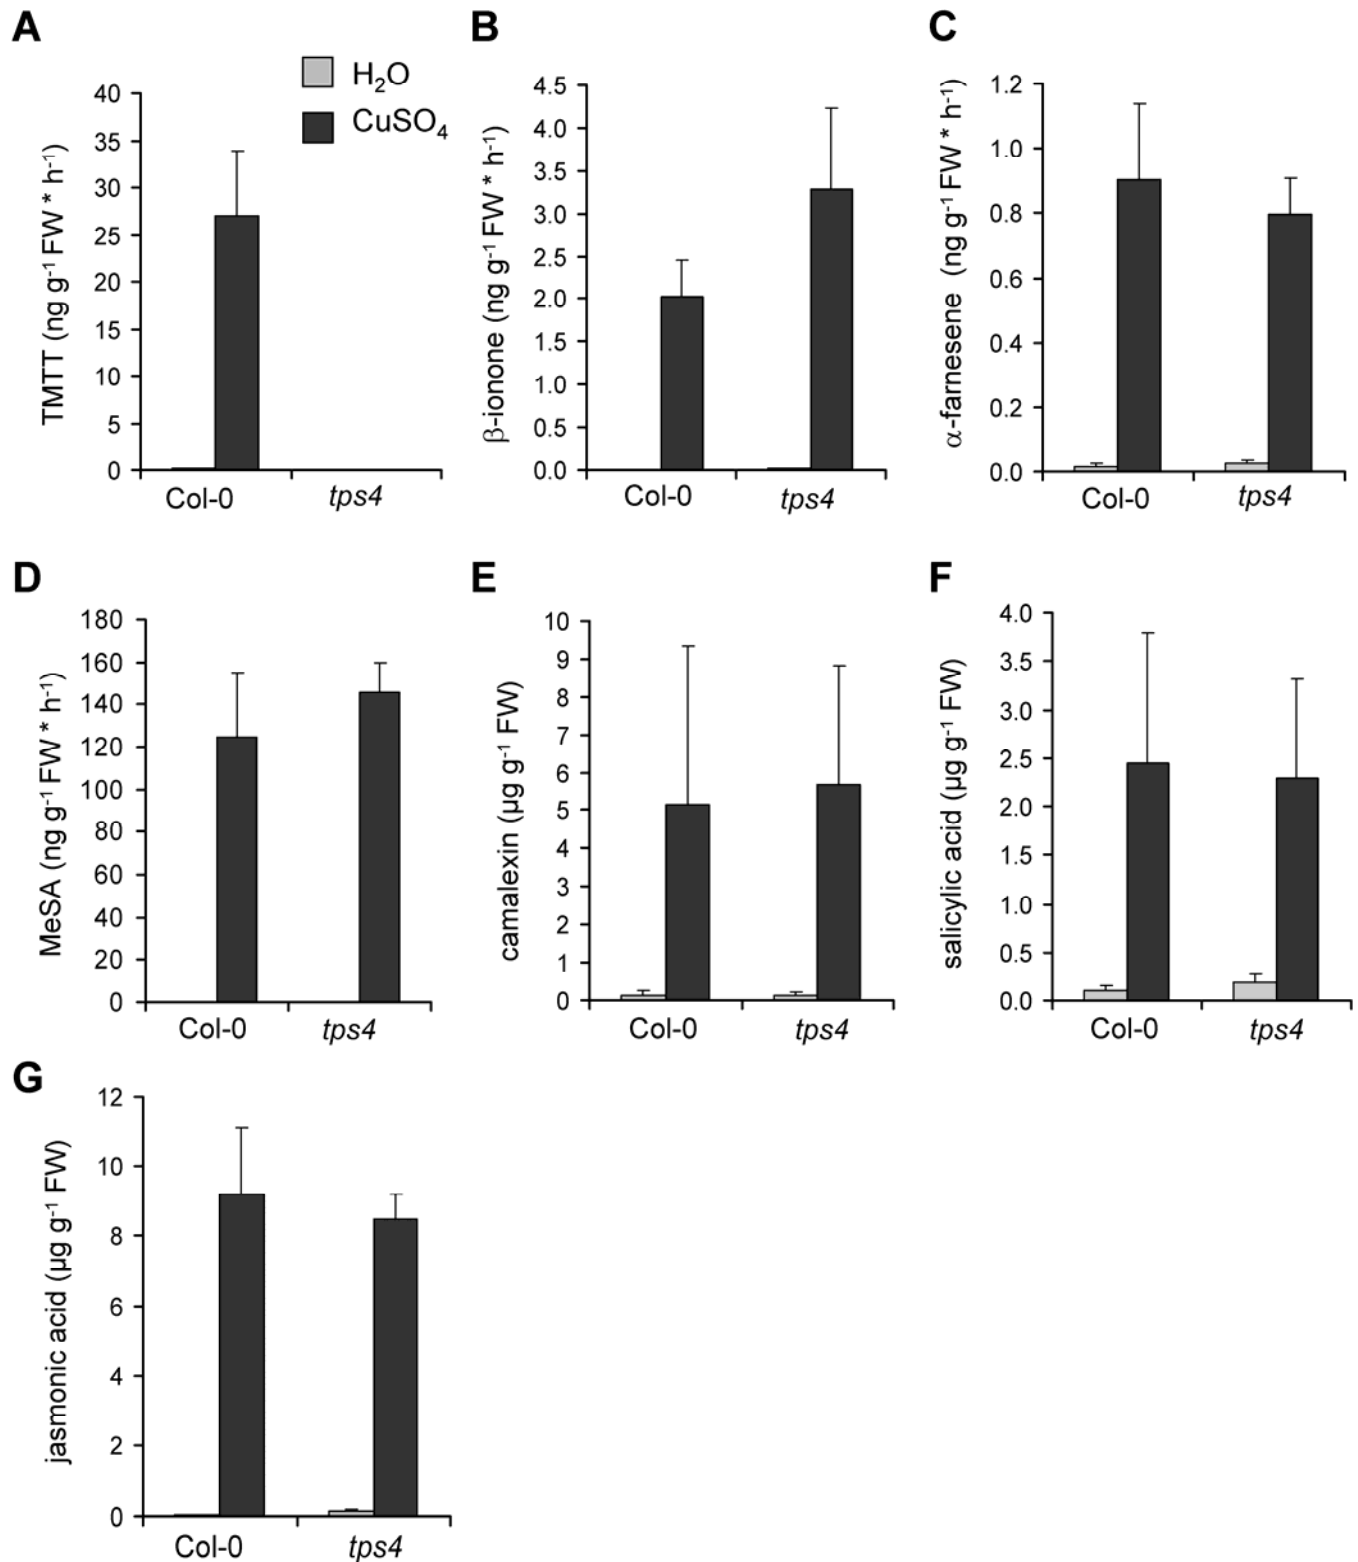 A
H₂O
CuSO₄
TMTT (ng g⁻¹ FW * h⁻¹)
40
35
30
25
20
15
10
5
0
Col-0
tps4
B
β-ionone (ng g⁻¹ FW * h⁻¹)
4.5
4.0
3.5
3.0
2.5
2.0
1.5
1.0
0.5
0.0
Col-0
tps4
C
α-farnesene (ng g⁻¹ FW * h⁻¹)
1.2
1.0
0.8
0.6
0.4
0.2
0.0
Col-0
tps4
D
MeSA (ng g⁻¹ FW * h⁻¹)
180
160
140
120
100
80
60
40
20
0
Col-0
tps4
E
camalexin (µg g⁻¹ FW)
10
9
8
7
6
5
4
3
2
1
0
Col-0
tps4
F
salicylic acid (µg g⁻¹ FW)
4.0
3.5
3.0
2.5
2.0
1.5
1.0
0.5
0.0
Col-0
tps4
G
jasmonic acid (µg g⁻¹ FW)
12
10
8
6
4
2
0
Col-0
tps4